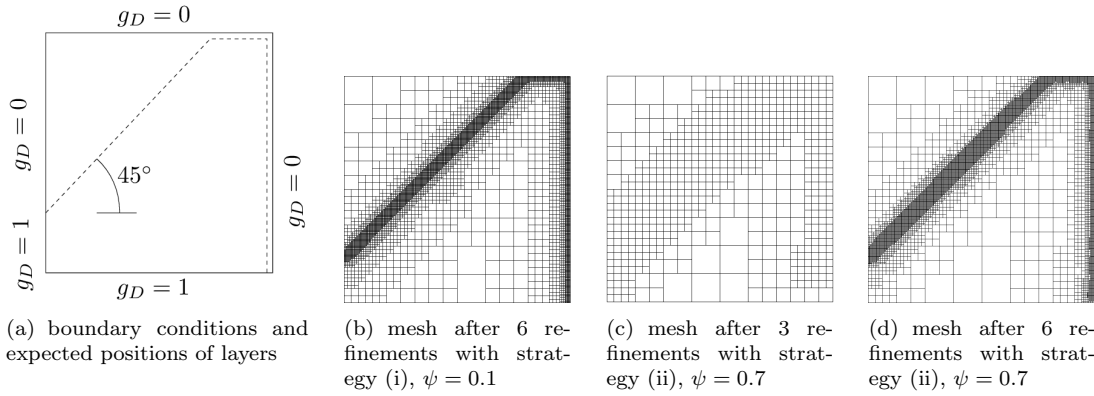 g_D = 0
g_D = 0
g_D = 1
45°
g_D = 0
g_D = 1
(a) boundary conditions and
expected positions of layers
(b) mesh after 6 re-
finements with strat-
egy (i), ψ = 0.1
(c) mesh after 3 re-
finements with strat-
egy (ii), ψ = 0.7
(d) mesh after 6 re-
finements with strat-
egy (ii), ψ = 0.7